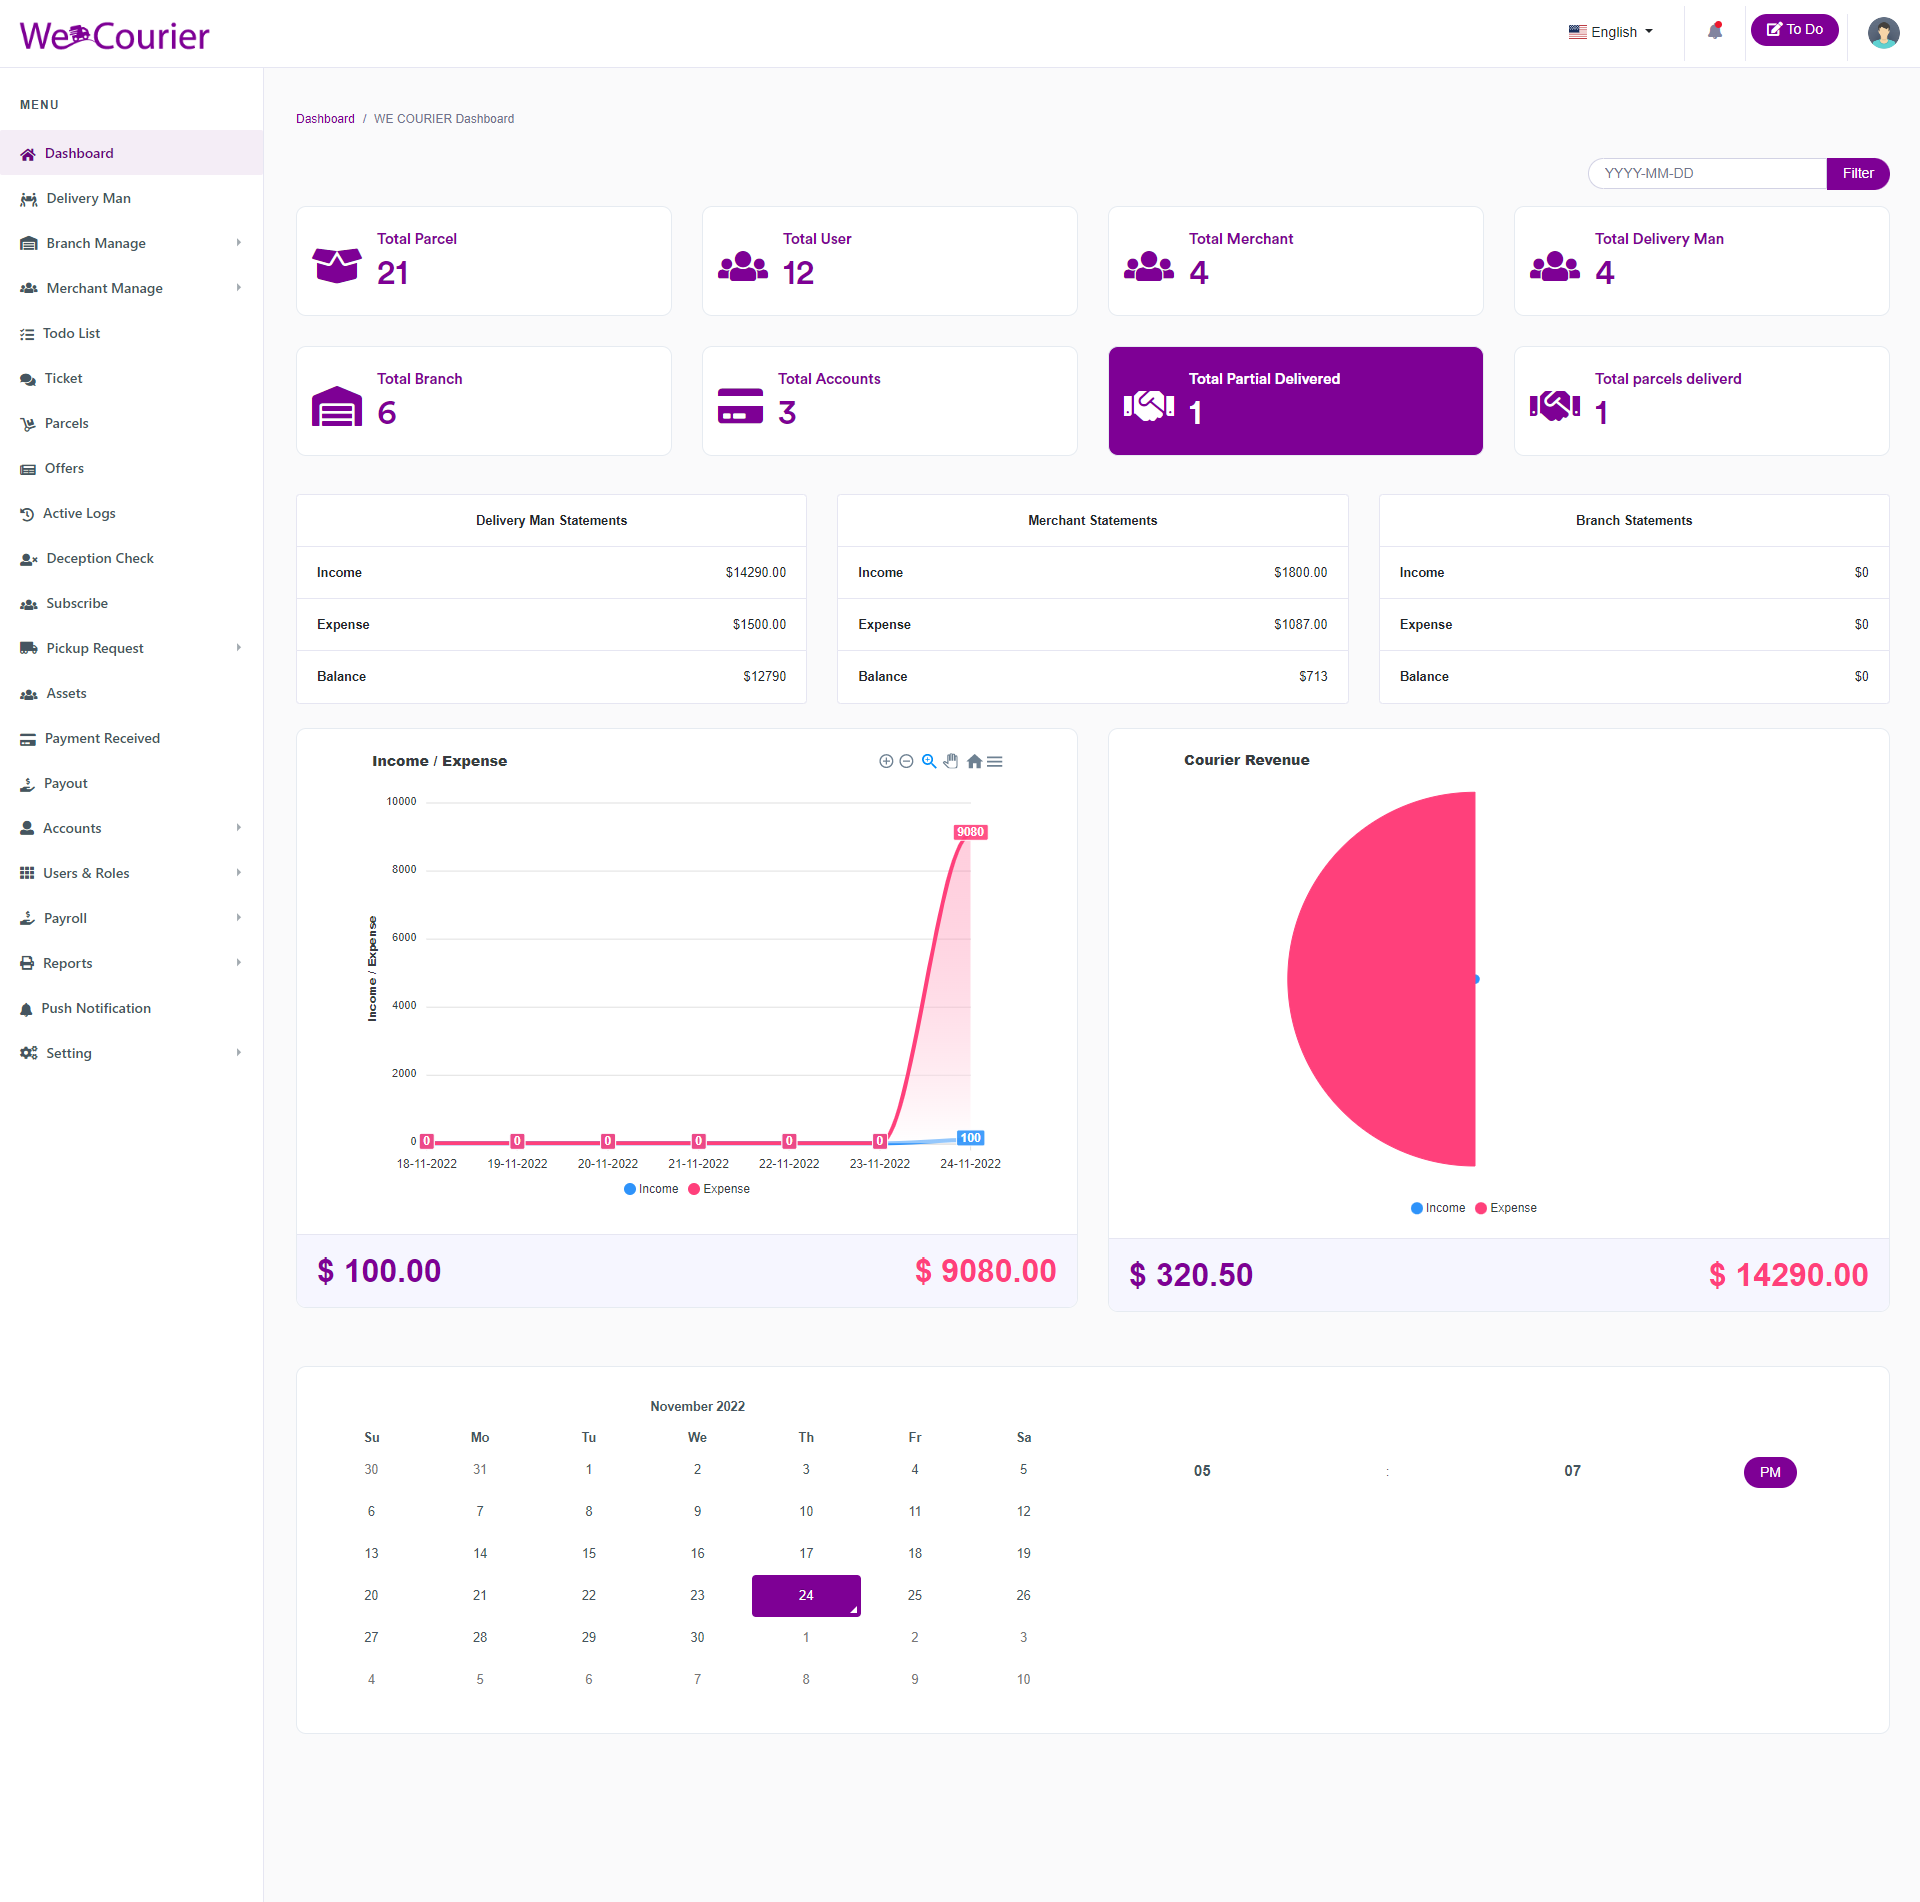 We Courier
English
To Do
MENU
Dashboard
Delivery Man
Branch Manage
Merchant Manage
Todo List
Ticket
Parcels
Offers
Active Logs
Deception Check
Subscribe
Pickup Request
Assets
Payment Received
Payout
Accounts
Users & Roles
Payroll
Reports
Push Notification
Setting
Dashboard / WE COURIER Dashboard
YYYY-MM-DD Filter
Total Parcel
21
Total User
12
Total Merchant
4
Total Delivery Man
4
Total Branch
6
Total Accounts
3
Total Partial Delivered
1
Total parcels deliverd
1
Delivery Man Statements
Income $14290.00
Expense $1500.00
Balance $12790
Merchant Statements
Income $1800.00
Expense $1087.00
Balance $713
Branch Statements
Income $0
Expense $0
Balance $0
Income / Expense
Income / Expense
10000
8000
6000
4000
2000
0
9080
100
0 0 0 0 0 0
18-11-2022 19-11-2022 20-11-2022 21-11-2022 22-11-2022 23-11-2022 24-11-2022
Income Expense
$ 100.00 $ 9080.00
Courier Revenue
Income Expense
$ 320.50 $ 14290.00
November 2022
Su Mo Tu We Th Fr Sa
30 31 1 2 3 4 5
6 7 8 9 10 11 12
13 14 15 16 17 18 19
20 21 22 23 24 25 26
27 28 29 30 1 2 3
4 5 6 7 8 9 10
05 : 07 PM